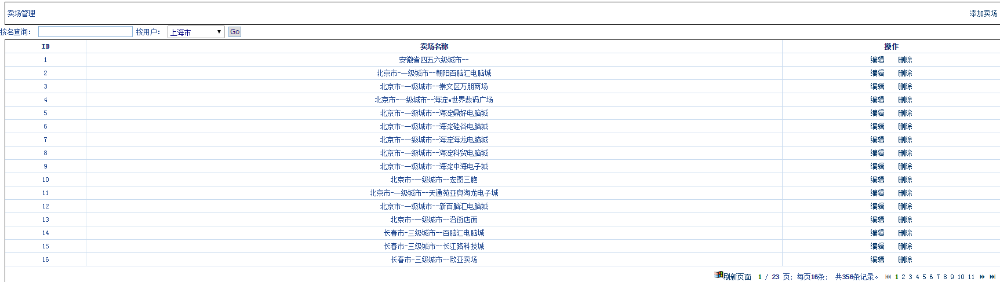 卖场管理 添加卖场
按名查询： 按用户： 上海市 Go
ID 卖场名称 操作
1 安徽省四五六级城市-- 编辑 删除
2 北京市-一级城市--朝阳百脑汇电脑城 编辑 删除
3 北京市-一级城市--崇文区万朋商场 编辑 删除
4 北京市-一级城市--海淀e世界数码广场 编辑 删除
5 北京市-一级城市--海淀鼎好电脑城 编辑 删除
6 北京市-一级城市--海淀硅谷电脑城 编辑 删除
7 北京市-一级城市--海淀海龙电脑城 编辑 删除
8 北京市-一级城市--海淀科贸电脑城 编辑 删除
9 北京市-一级城市--海淀中海电子城 编辑 删除
10 北京市-一级城市--宏图三胞 编辑 删除
11 北京市-一级城市--天通苑亚奥海龙电子城 编辑 删除
12 北京市-一级城市--新百脑汇电脑城 编辑 删除
13 北京市-一级城市--沿街店面 编辑 删除
14 长春市-三级城市--百脑汇电脑城 编辑 删除
15 长春市-三级城市--长江路科技城 编辑 删除
16 长春市-三级城市--欧亚卖场 编辑 删除
刷新页面 1 / 23 页; 每页16条; 共356条记录。 1 2 3 4 5 6 7 8 9 10 11